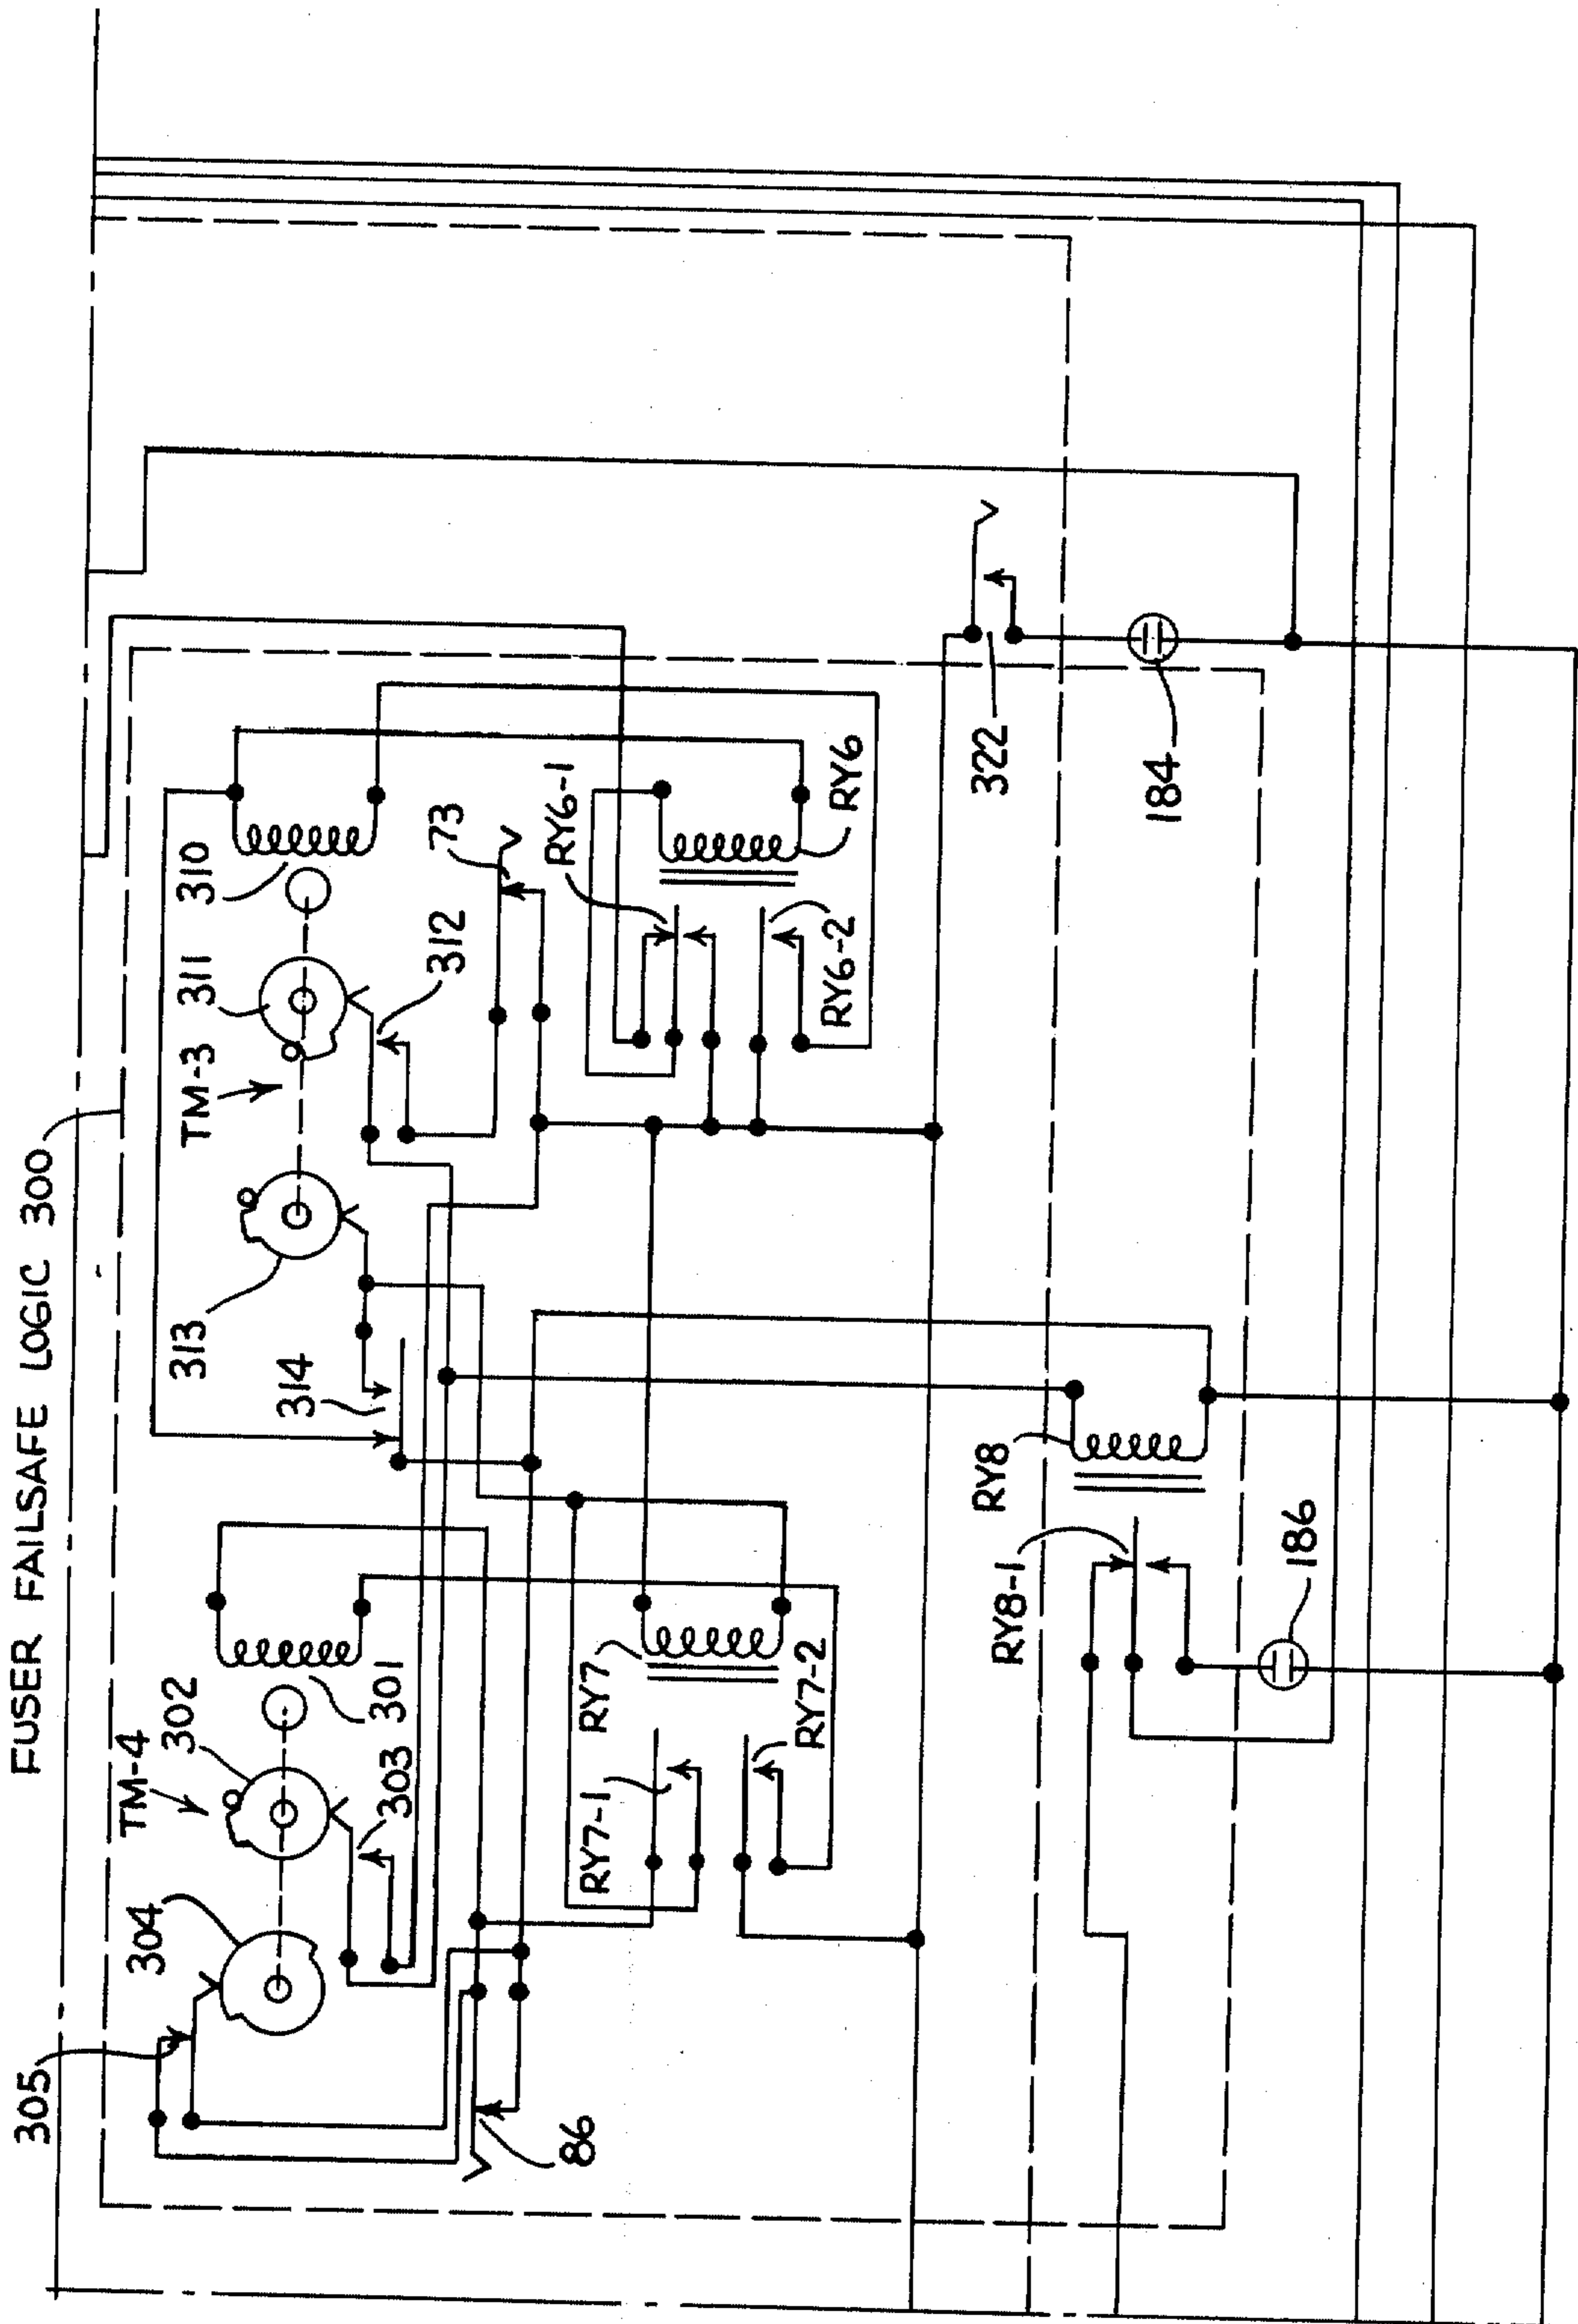 FUSER FAILSAFE LOGIC 300
305
304
TM-4
302
303
301
86
RY7
RY7-1
RY7-2
313
314
TM-3
311
310
312
73
RY6-1
RY6
RY6-2
322
184
RY8
RY8-1
186